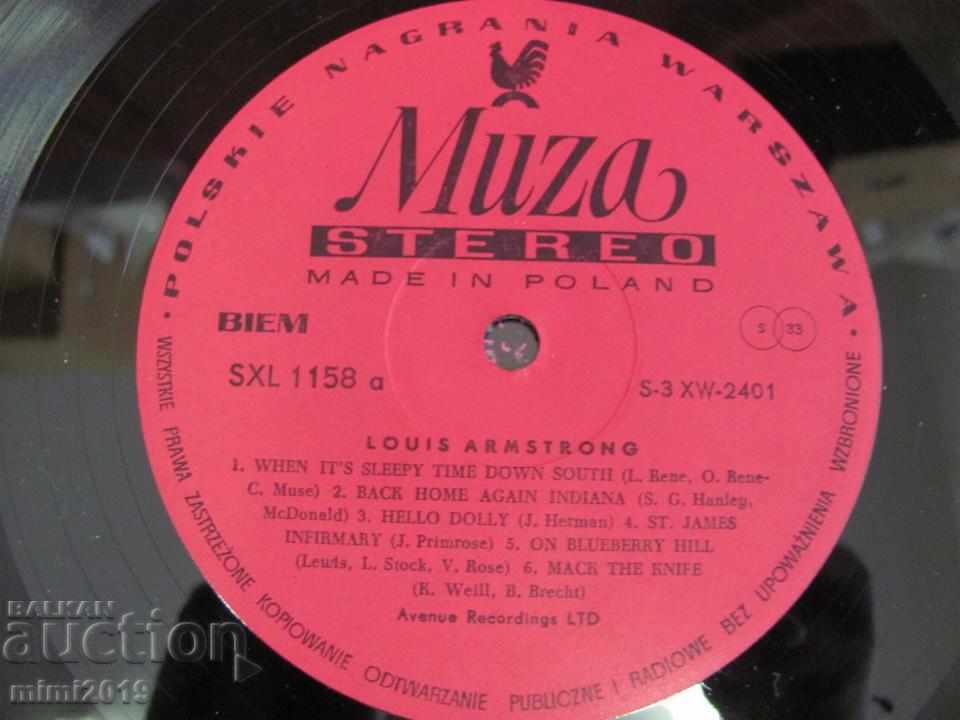 • POLSKIE NAGRANIA WARSZAWA •
Muza
STEREO
MADE IN POLAND
BIEM
S 33
SXL 1158 a
S-3 XW-2401
LOUIS ARMSTRONG
1. WHEN IT'S SLEEPY TIME DOWN SOUTH (L. Rene, O. Rene-
C. Muse) 2. BACK HOME AGAIN INDIANA (S. G. Hanley,
McDonald) 3. HELLO DOLLY (J. Herman) 4. ST. JAMES
INFIRMARY (J. Primrose) 5. ON BLUEBERRY HILL
(Lewis, L. Stock, V. Rose) 6. MACK THE KNIFE
(K. Weill, B. Brecht)
Avenue Recordings LTD
WSZYSTKIE PRAWA ZASTRZEŻONE KOPIOWANIE ODTWARZANIE PUBLICZNE I RADIOWE BEZ UPOWAŻNIENIA WZBRONIONE
BALKAN
auction
mimi2019